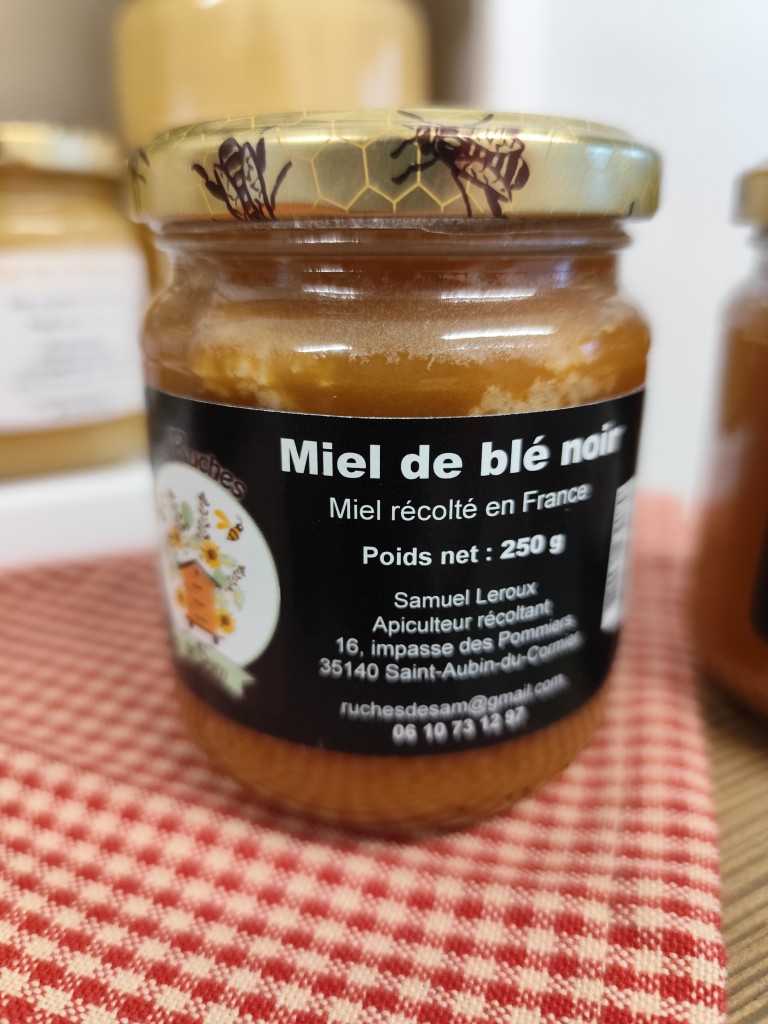 Ruches
Miel de blé noir
Miel récolté en France
Poids net : 250 g
Samuel Leroux
Apiculteur récoltant
16, impasse des Pommiers
35140 Saint-Aubin-du-Cormier
ruchesdesam@gmail.com
06 10 73 12 97